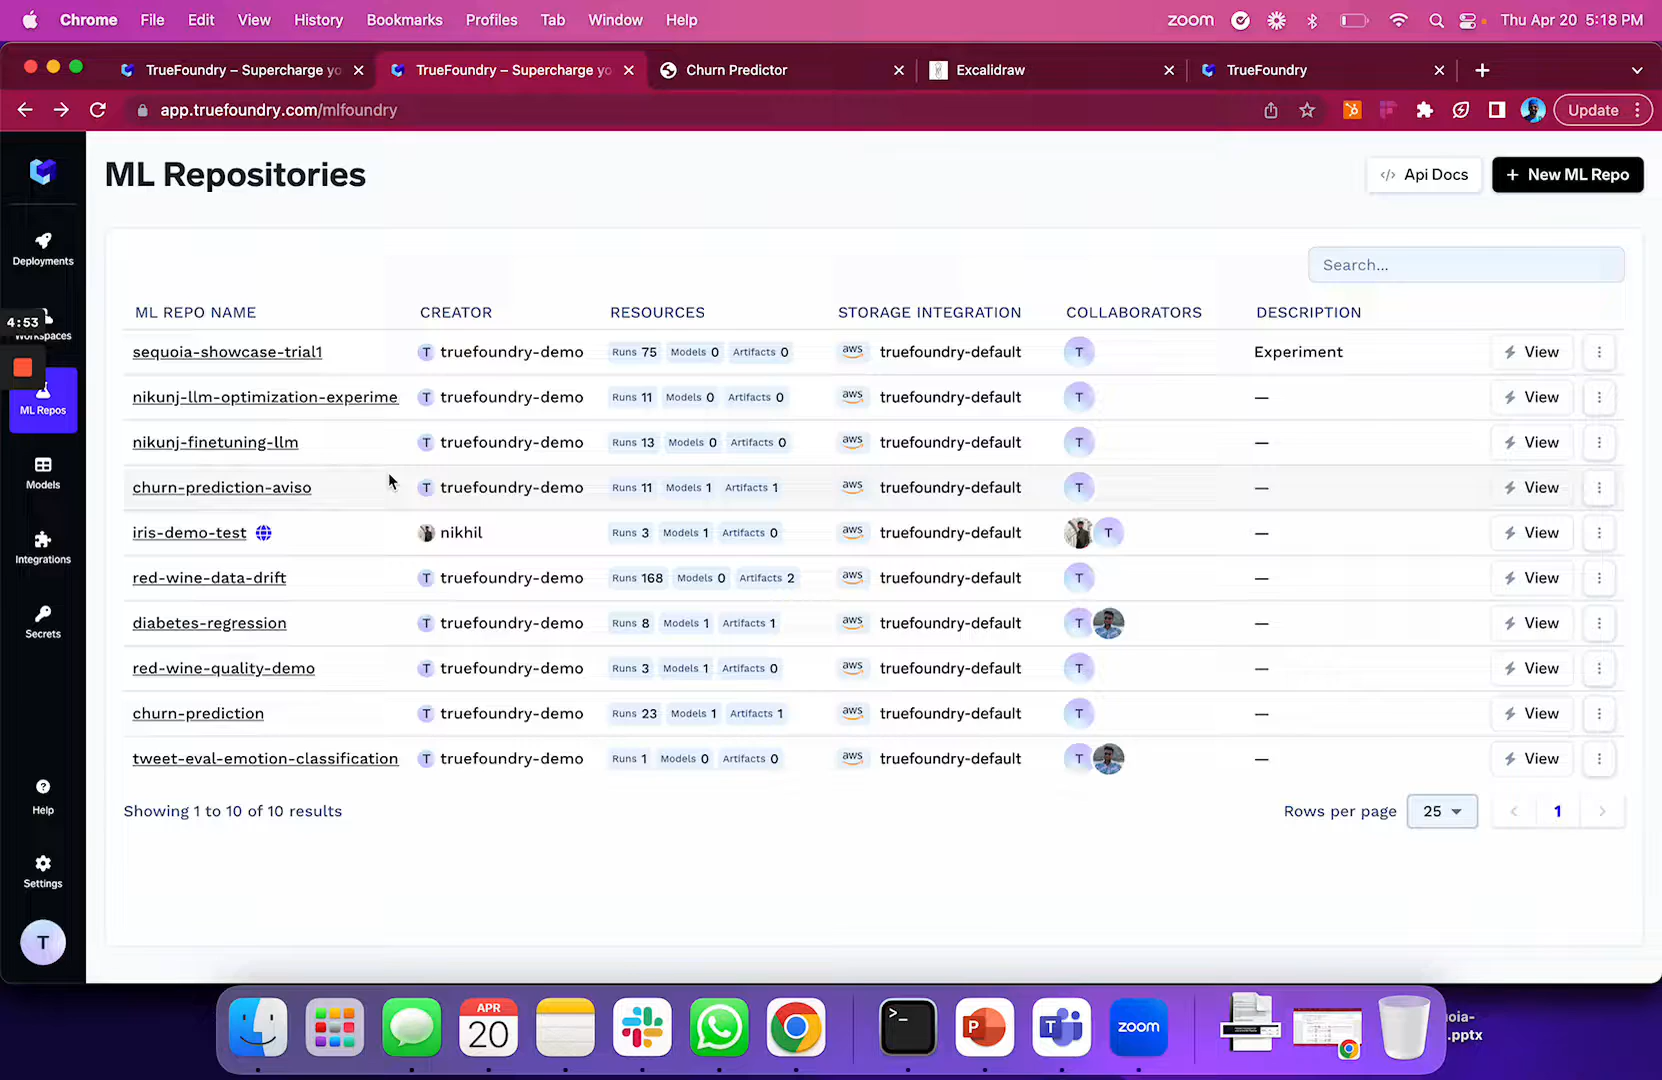 Chrome File Edit View History Bookmarks Profiles Tab Window Help zoom Thu Apr 20 5:18 PM
TrueFoundry – Supercharge yo TrueFoundry – Supercharge yo Churn Predictor Excalidraw TrueFoundry
app.truefoundry.com/mlfoundry Update
ML Repositories
</> Api Docs
+ New ML Repo
Deployments
4:53
Workspaces
ML Repos
Models
Integrations
Secrets
Help
Settings
T
Search...
ML REPO NAME CREATOR RESOURCES STORAGE INTEGRATION COLLABORATORS DESCRIPTION
sequoia-showcase-trial1 T truefoundry-demo Runs 75 Models 0 Artifacts 0 aws truefoundry-default T Experiment View
nikunj-llm-optimization-experime T truefoundry-demo Runs 11 Models 0 Artifacts 0 aws truefoundry-default T — View
nikunj-finetuning-llm T truefoundry-demo Runs 13 Models 0 Artifacts 0 aws truefoundry-default T — View
churn-prediction-aviso T truefoundry-demo Runs 11 Models 1 Artifacts 1 aws truefoundry-default T — View
iris-demo-test nikhil Runs 3 Models 1 Artifacts 0 aws truefoundry-default T — View
red-wine-data-drift T truefoundry-demo Runs 168 Models 0 Artifacts 2 aws truefoundry-default T — View
diabetes-regression T truefoundry-demo Runs 8 Models 1 Artifacts 1 aws truefoundry-default T — View
red-wine-quality-demo T truefoundry-demo Runs 3 Models 1 Artifacts 0 aws truefoundry-default T — View
churn-prediction T truefoundry-demo Runs 23 Models 1 Artifacts 1 aws truefoundry-default T — View
tweet-eval-emotion-classification T truefoundry-demo Runs 1 Models 0 Artifacts 0 aws truefoundry-default T — View
Showing 1 to 10 of 10 results Rows per page 25 < 1 >
APR
20
>_
P
T
zoom
oia-
.pptx